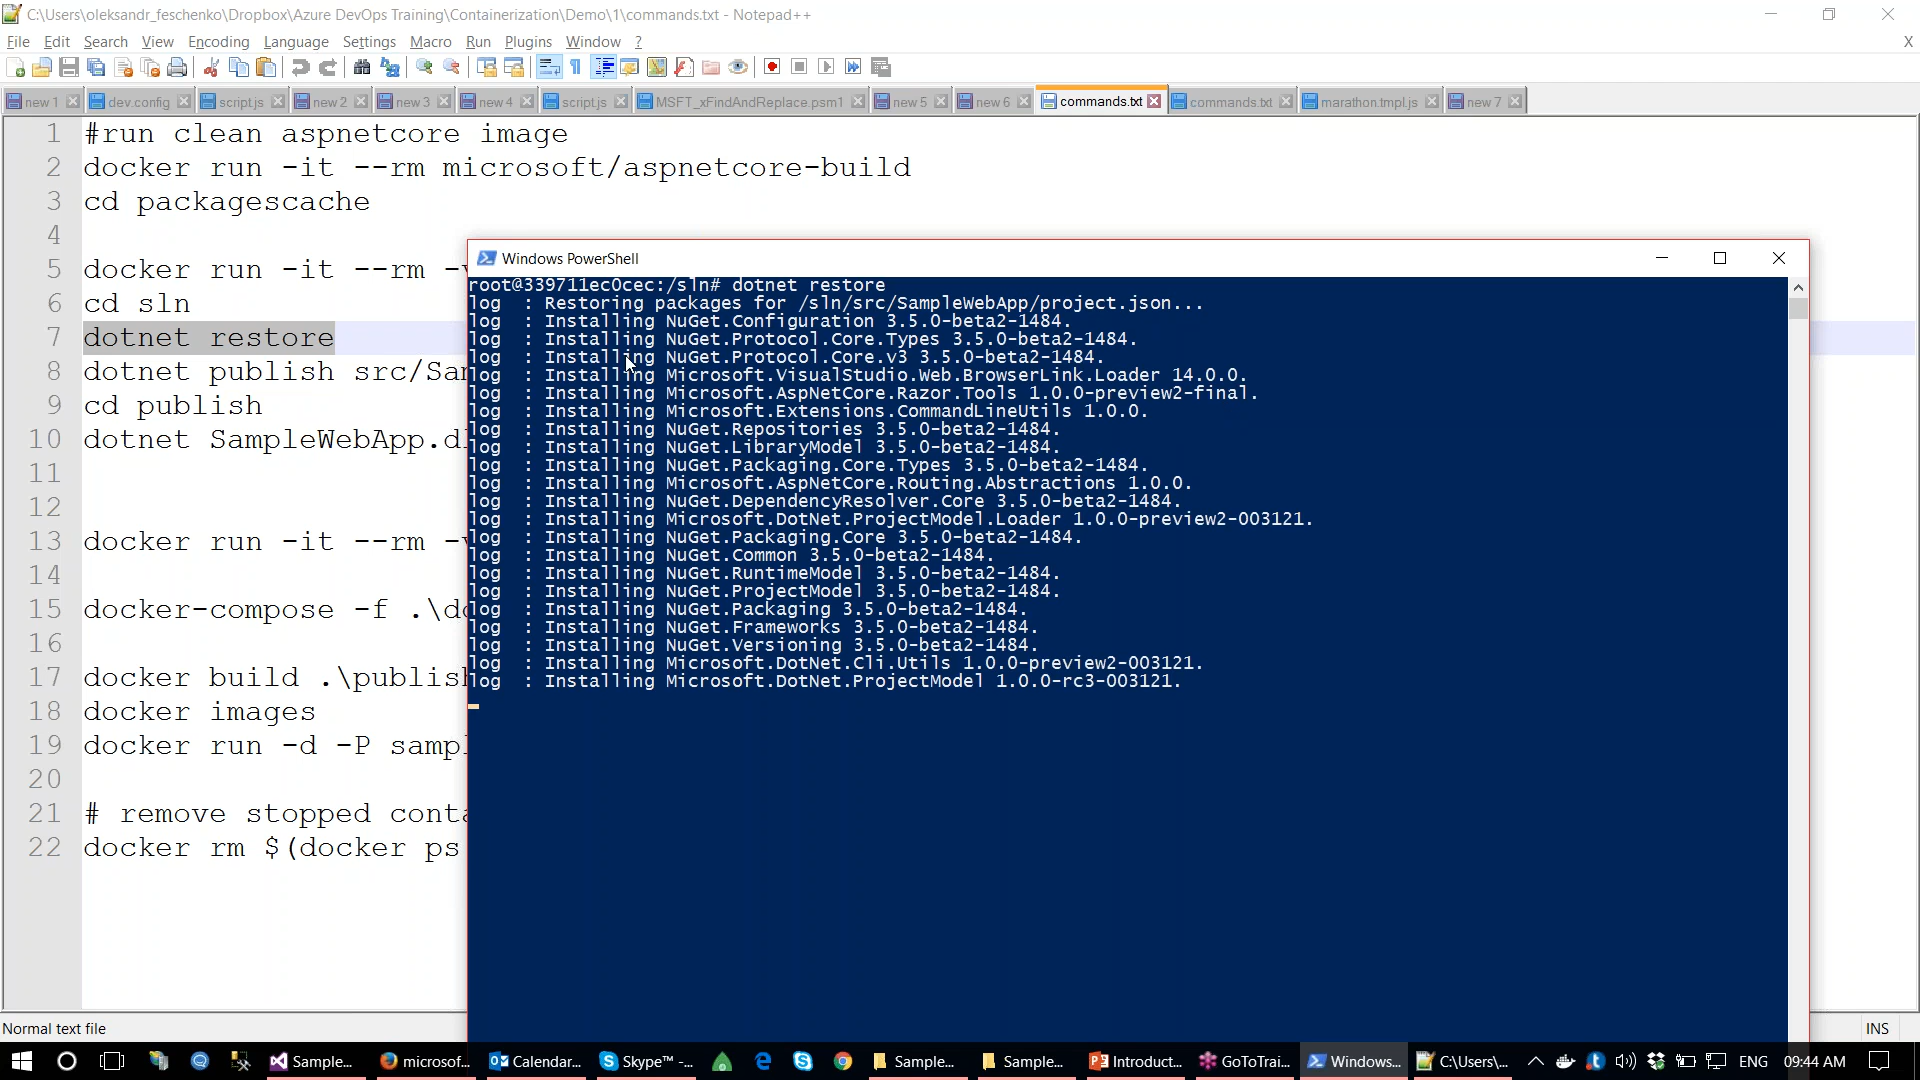 C:\Users\oleksandr_feschenko\Dropbox\Azure DevOps Training\Containerization\Demo\1\commands.txt - Notepad++
File Edit Search View Encoding Language Settings Macro Run Plugins Window ? X
new 1 dev.config script.js new 2 new 3 new 4 script.js MSFT_xFindAndReplace.psm1 new 5 new 6 commands.txt commands.txt marathon.tmpl.js new 7
1 #run clean aspnetcore image
2 docker run -it --rm microsoft/aspnetcore-build
3 cd packagescache
4
5 docker run -it --rm -v
6 cd sln
7 dotnet restore
8 dotnet publish src/Sam
9 cd publish
10 dotnet SampleWebApp.dl
11
12
13 docker run -it --rm -v
14
15 docker-compose -f .\do
16
17 docker build .\publish
18 docker images
19 docker run -d -P sampl
20
21 # remove stopped conta
22 docker rm $(docker ps
Windows PowerShell
root@339711ec0cec:/sln# dotnet restore
log : Restoring packages for /sln/src/SampleWebApp/project.json...
log : Installing NuGet.Configuration 3.5.0-beta2-1484.
log : Installing NuGet.Protocol.Core.Types 3.5.0-beta2-1484.
log : Installing NuGet.Protocol.Core.v3 3.5.0-beta2-1484.
log : Installing Microsoft.VisualStudio.Web.BrowserLink.Loader 14.0.0.
log : Installing Microsoft.AspNetCore.Razor.Tools 1.0.0-preview2-final.
log : Installing Microsoft.Extensions.CommandLineUtils 1.0.0.
log : Installing NuGet.Repositories 3.5.0-beta2-1484.
log : Installing NuGet.LibraryModel 3.5.0-beta2-1484.
log : Installing NuGet.Packaging.Core.Types 3.5.0-beta2-1484.
log : Installing Microsoft.AspNetCore.Routing.Abstractions 1.0.0.
log : Installing NuGet.DependencyResolver.Core 3.5.0-beta2-1484.
log : Installing Microsoft.DotNet.ProjectModel.Loader 1.0.0-preview2-003121.
log : Installing NuGet.Packaging.Core 3.5.0-beta2-1484.
log : Installing NuGet.Common 3.5.0-beta2-1484.
log : Installing NuGet.RuntimeModel 3.5.0-beta2-1484.
log : Installing NuGet.ProjectModel 3.5.0-beta2-1484.
log : Installing NuGet.Packaging 3.5.0-beta2-1484.
log : Installing NuGet.Frameworks 3.5.0-beta2-1484.
log : Installing NuGet.Versioning 3.5.0-beta2-1484.
log : Installing Microsoft.DotNet.Cli.Utils 1.0.0-preview2-003121.
log : Installing Microsoft.DotNet.ProjectModel 1.0.0-rc3-003121.
Normal text file INS
Sample... microsof... Calendar... Skype™ -... Sample... Sample... Introduct... GoToTrai... Windows... C:\Users\... ENG 09:44 AM